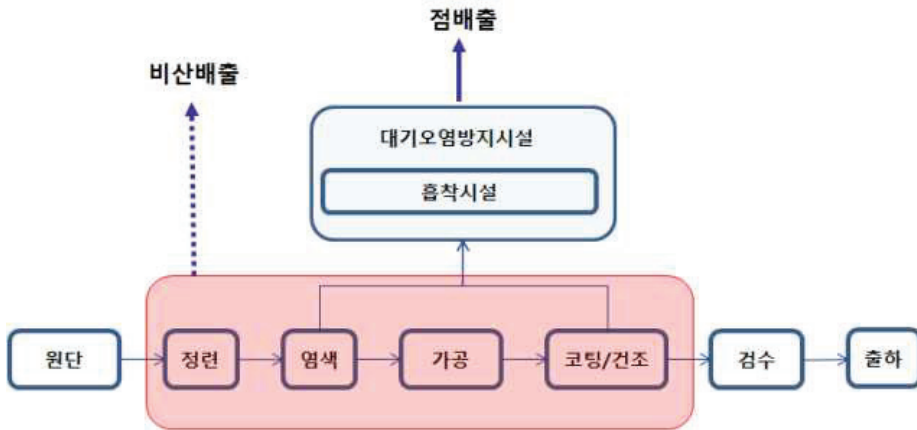 점배출
비산배출
대기오염방지시설
흡착시설
원단
정련
염색
가공
코팅/건조
검수
출하